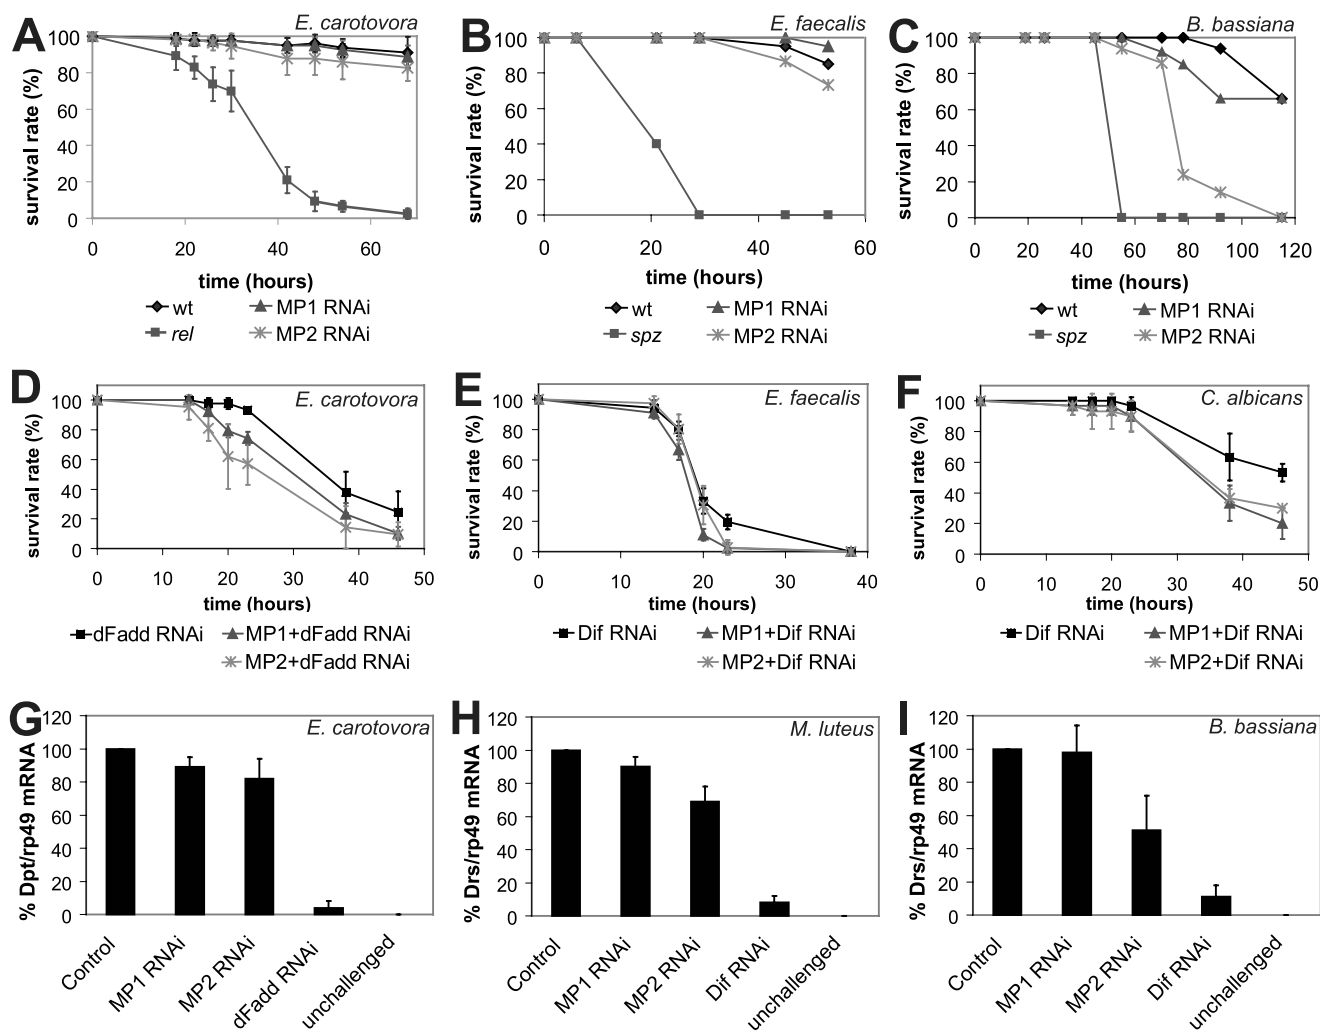 A
E. carotovora
survival rate (%)
100
80
60
40
20
0
0 20 40 60
time (hours)
wt MP1 RNAi
rel MP2 RNAi
B
E. faecalis
survival rate (%)
100
80
60
40
20
0
0 20 40 60
time (hours)
wt MP1 RNAi
spz MP2 RNAi
C
B. bassiana
survival rate (%)
100
80
60
40
20
0
0 20 40 60 80 100 120
time (hours)
wt MP1 RNAi
spz MP2 RNAi
D
E. carotovora
survival rate (%)
100
80
60
40
20
0
0 10 20 30 40 50
time (hours)
dFadd RNAi MP1+dFadd RNAi
MP2+dFadd RNAi
E
E. faecalis
survival rate (%)
100
80
60
40
20
0
0 10 20 30 40
time (hours)
Dif RNAi MP1+Dif RNAi
MP2+Dif RNAi
F
C. albicans
survival rate (%)
100
80
60
40
20
0
0 10 20 30 40 50
time (hours)
Dif RNAi MP1+Dif RNAi
MP2+Dif RNAi
G
E. carotovora
% Dpt/rp49 mRNA
120
100
80
60
40
20
0
Control
MP1 RNAi
MP2 RNAi
dFadd RNAi
unchallenged
H
M. luteus
% Drs/rp49 mRNA
120
100
80
60
40
20
0
Control
MP1 RNAi
MP2 RNAi
Dif RNAi
unchallenged
I
B. bassiana
% Drs/rp49 mRNA
120
100
80
60
40
20
0
Control
MP1 RNAi
MP2 RNAi
Dif RNAi
unchallenged